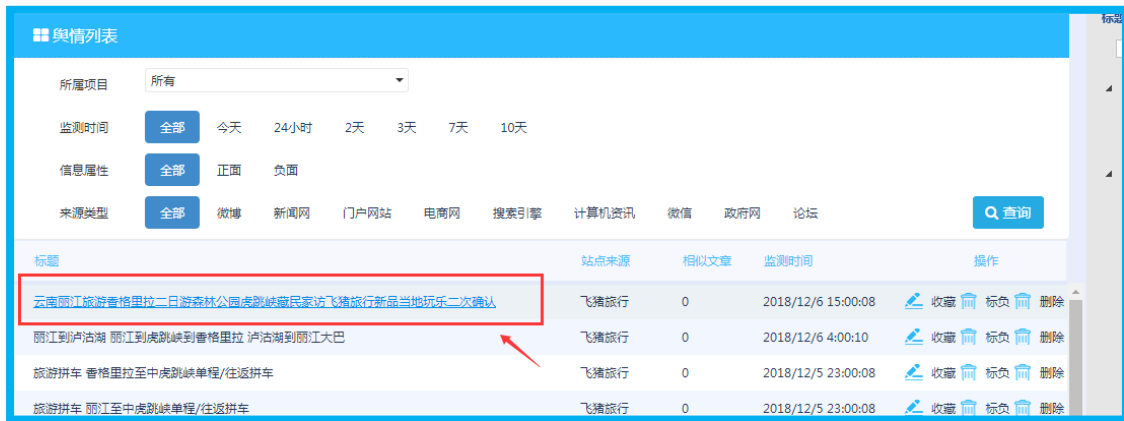 舆情列表
标题
所属项目 所有
监测时间 全部 今天 24小时 2天 3天 7天 10天
信息属性 全部 正面 负面
来源类型 全部 微博 新闻网 门户网站 电商网 搜索引擎 计算机资讯 微信 政府网 论坛 查询
标题 站点来源 相似文章 监测时间 操作
云南丽江旅游香格里拉二日游森林公园虎跳峡藏民家访飞猪旅行新品当地玩乐二次确认 飞猪旅行 0 2018/12/6 15:00:08 收藏 标负 删除
丽江到泸沽湖 丽江到虎跳峡到香格里拉 泸沽湖到丽江大巴 飞猪旅行 0 2018/12/6 4:00:10 收藏 标负 删除
旅游拼车 香格里拉至中虎跳峡单程/往返拼车 飞猪旅行 0 2018/12/5 23:00:08 收藏 标负 删除
旅游拼车 丽江至中虎跳峡单程/往返拼车 飞猪旅行 0 2018/12/5 23:00:08 收藏 标负 删除